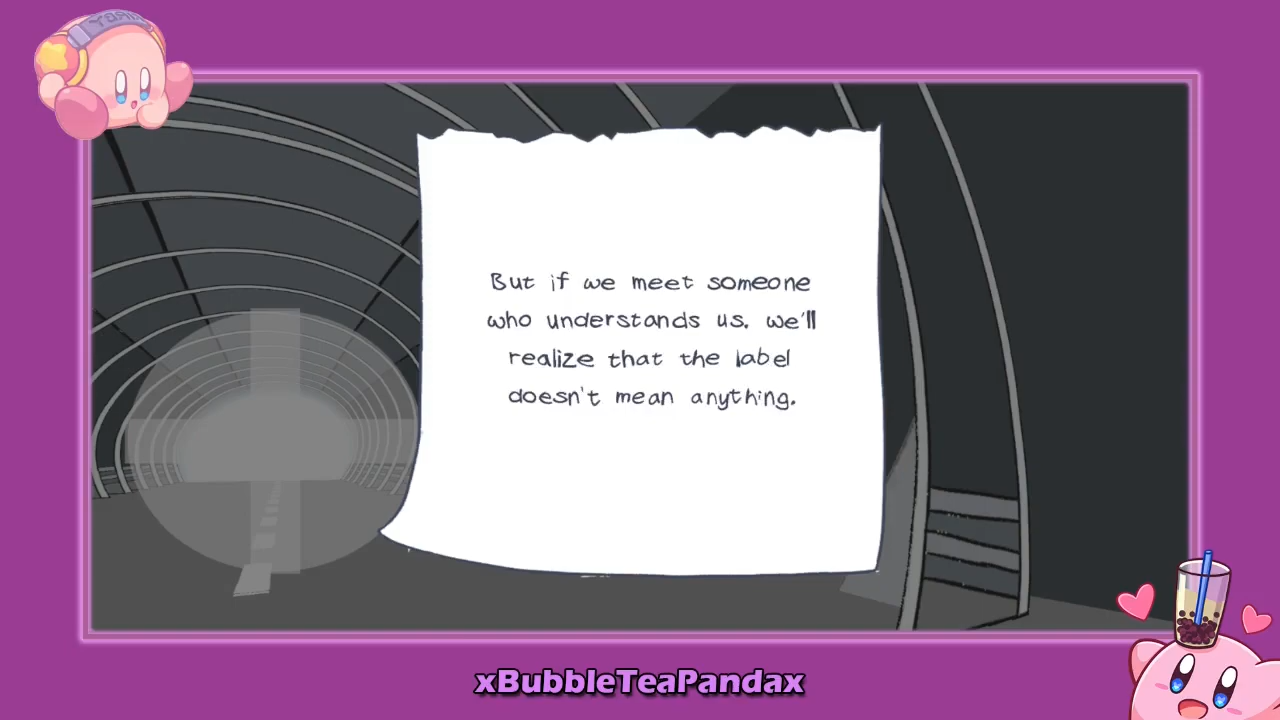 But if we meet someone
who understands us, we'll
realize that the label
doesn't mean anything.
xBubbleTeaPandax